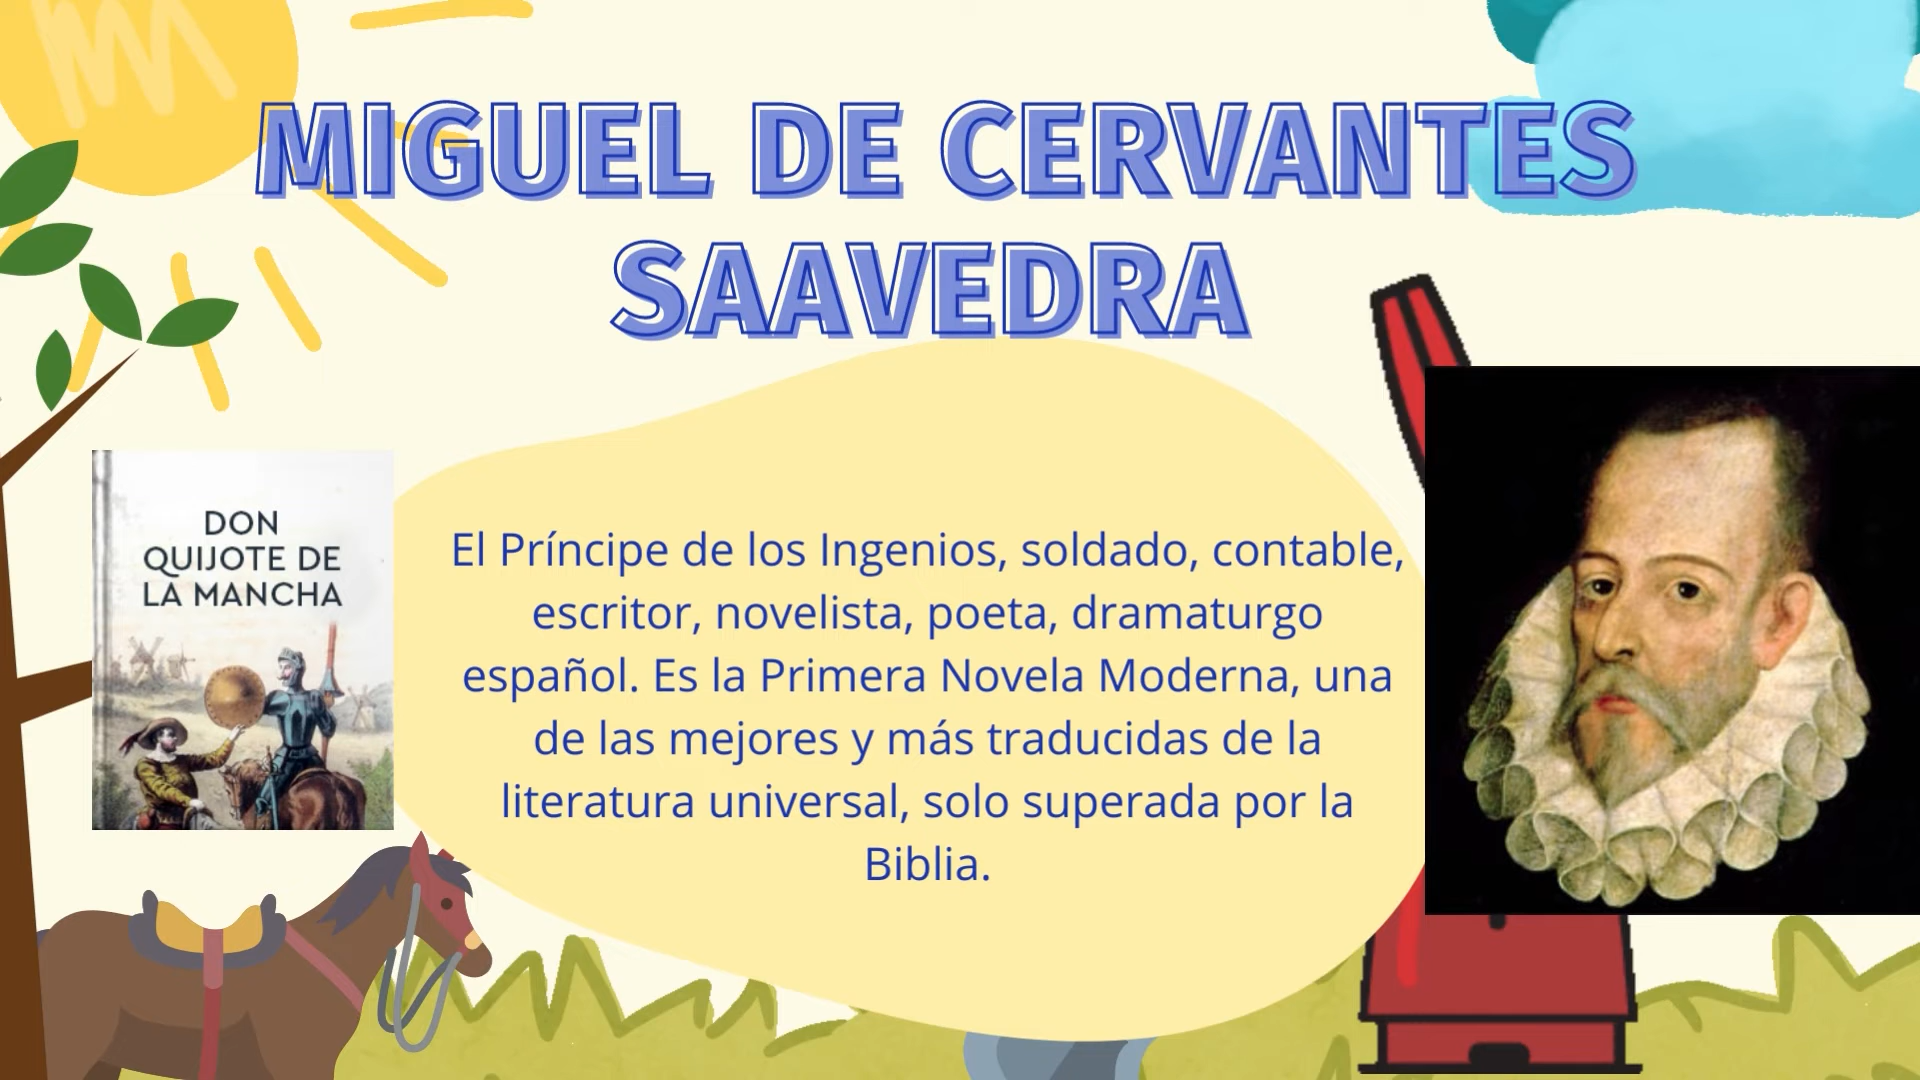 MIGUEL DE CERVANTES
SAAVEDRA
DON
QUIJOTE DE
LA MANCHA
El Príncipe de los Ingenios, soldado, contable,
escritor, novelista, poeta, dramaturgo
español. Es la Primera Novela Moderna, una
de las mejores y más traducidas de la
literatura universal, solo superada por la
Biblia.